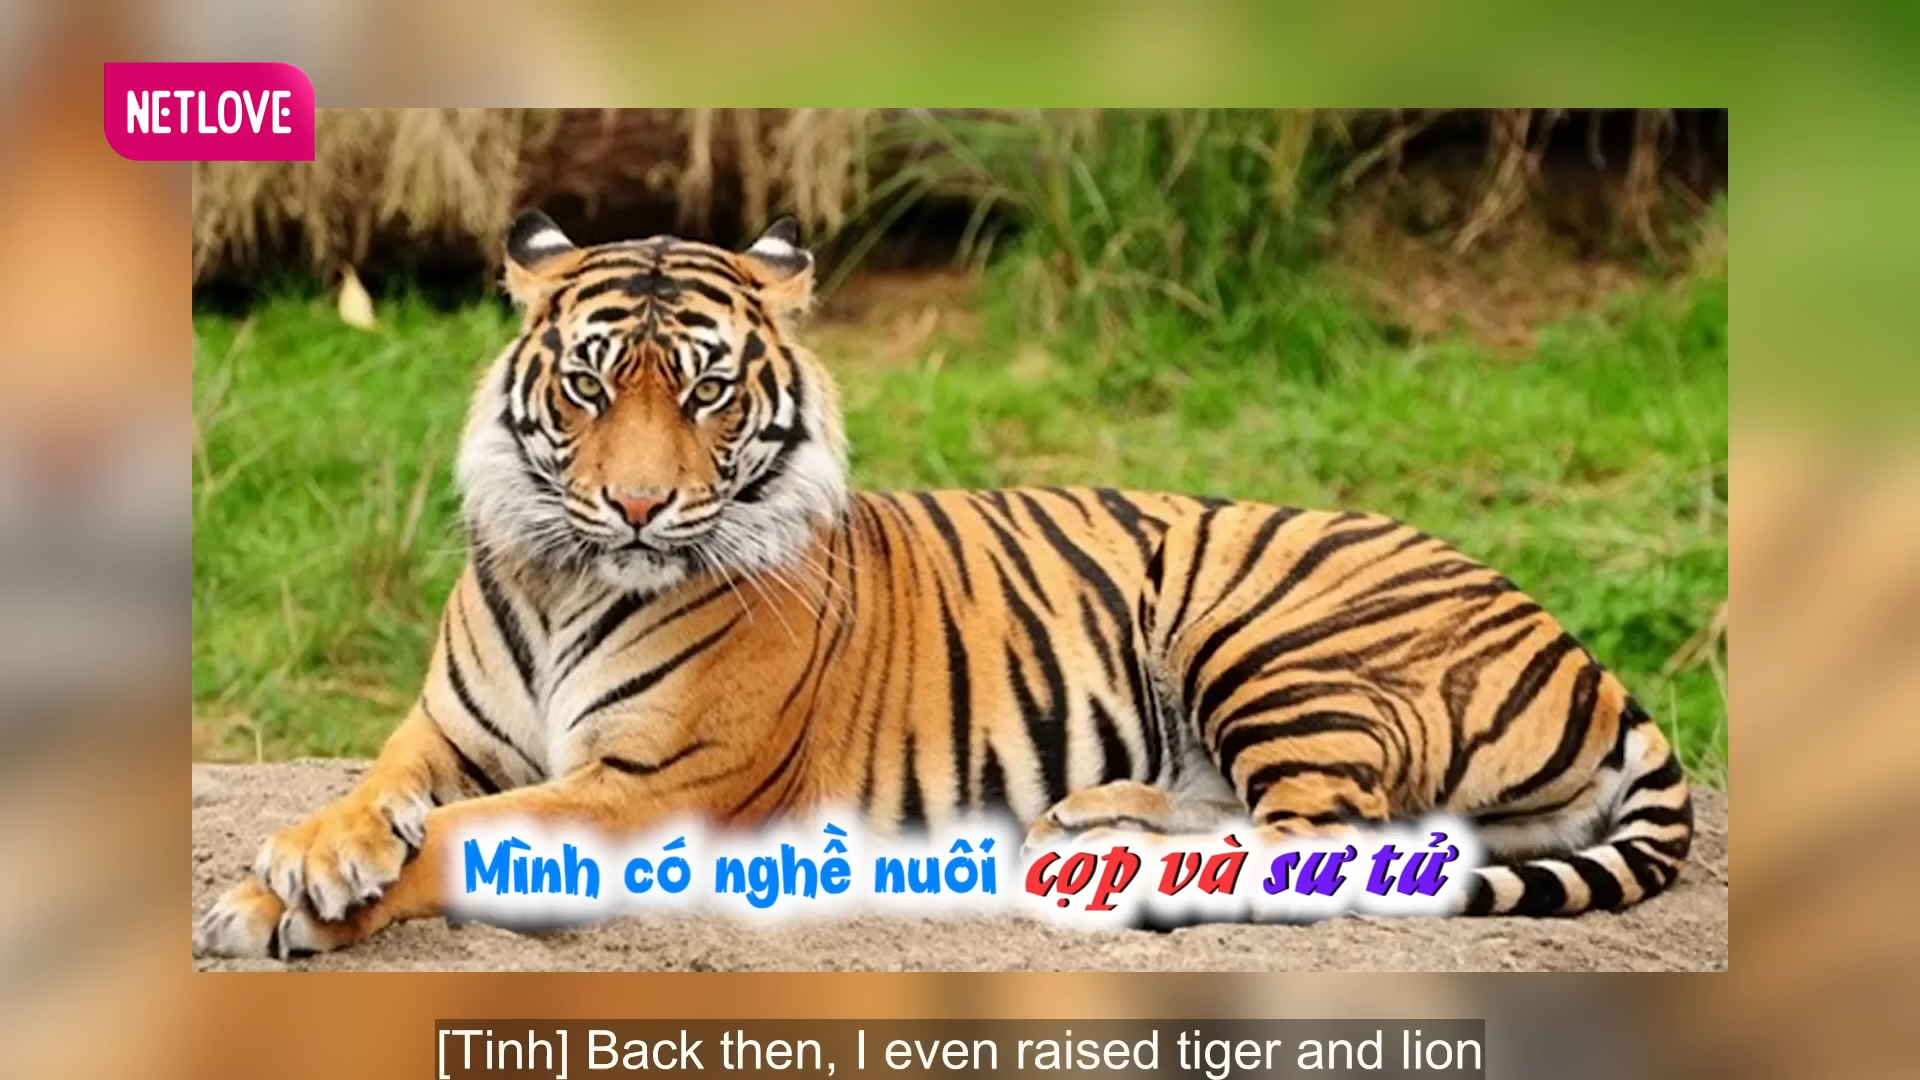 NETLOVE
Mình có nghề nuôi cọp và sư tử
[Tinh] Back then, I even raised tiger and lion